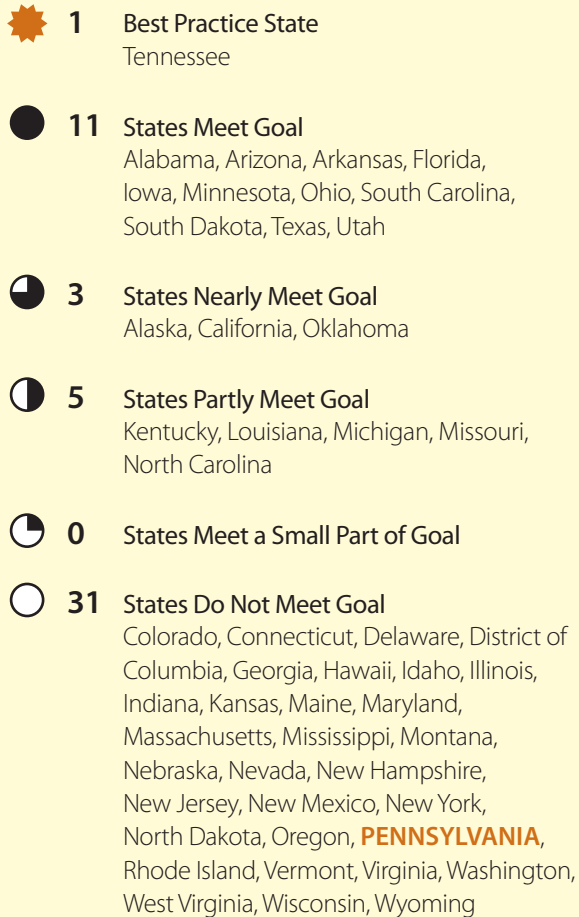 1 Best Practice State
Tennessee
11 States Meet Goal
Alabama, Arizona, Arkansas, Florida,
Iowa, Minnesota, Ohio, South Carolina,
South Dakota, Texas, Utah
3 States Nearly Meet Goal
Alaska, California, Oklahoma
5 States Partly Meet Goal
Kentucky, Louisiana, Michigan, Missouri,
North Carolina
0 States Meet a Small Part of Goal
31 States Do Not Meet Goal
Colorado, Connecticut, Delaware, District of
Columbia, Georgia, Hawaii, Idaho, Illinois,
Indiana, Kansas, Maine, Maryland,
Massachusetts, Mississippi, Montana,
Nebraska, Nevada, New Hampshire,
New Jersey, New Mexico, New York,
North Dakota, Oregon, PENNSYLVANIA,
Rhode Island, Vermont, Virginia, Washington,
West Virginia, Wisconsin, Wyoming